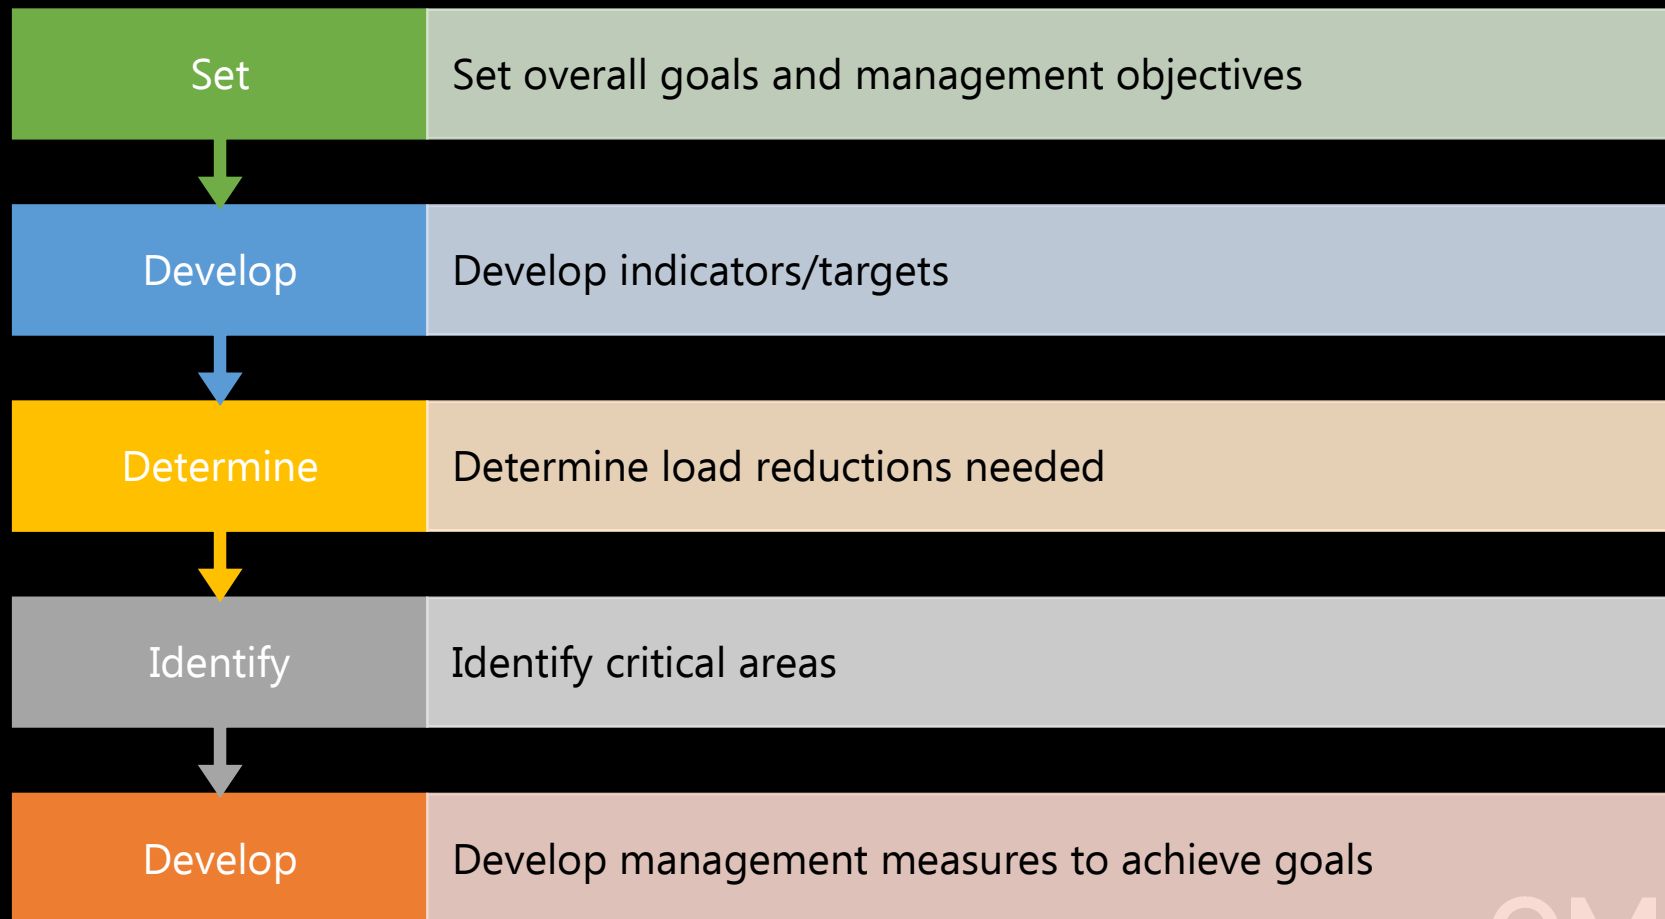 Set
Set overall goals and management objectives
Develop
Develop indicators/targets
Determine
Determine load reductions needed
Identify
Identify critical areas
Develop
Develop management measures to achieve goals